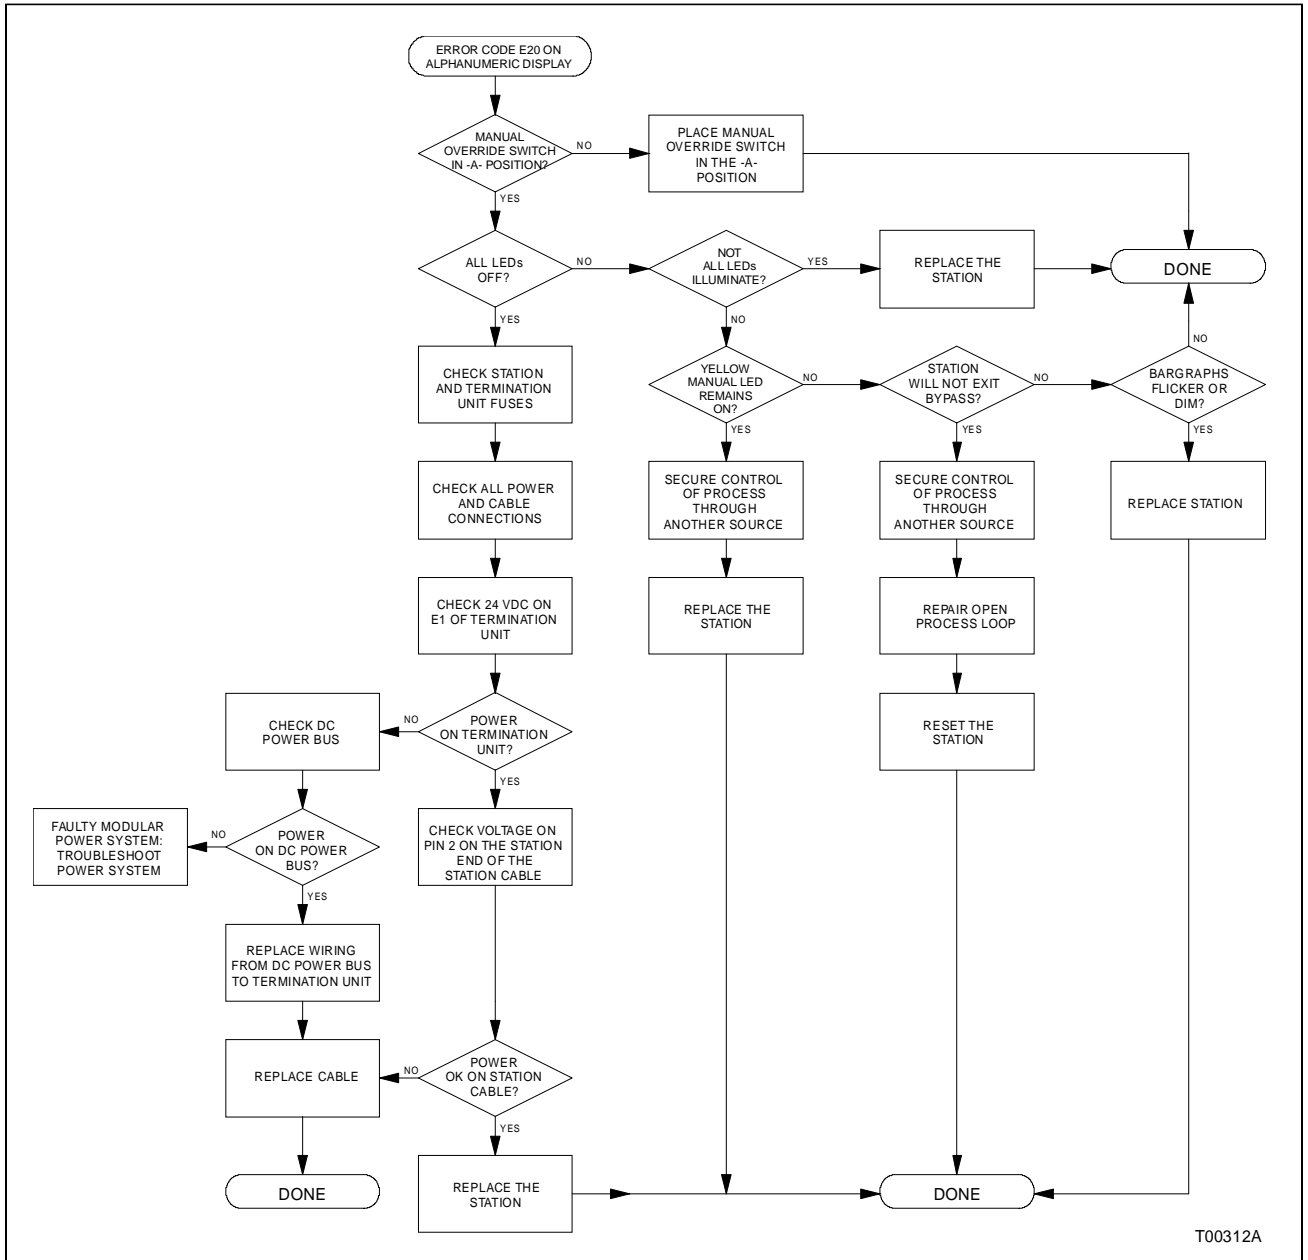 ERROR CODE E20 ON
ALPHANUMERIC DISPLAY
MANUAL
OVERRIDE SWITCH
IN -A- POSITION?
NO
PLACE MANUAL
OVERRIDE SWITCH
IN THE -A-
POSITION
YES
ALL LEDs
OFF?
NO
NOT
ALL LEDs
ILLUMINATE?
YES
REPLACE THE
STATION
DONE
YES
NO
NO
CHECK STATION
AND TERMINATION
UNIT FUSES
YELLOW
MANUAL LED
REMAINS
ON?
NO
STATION
WILL NOT EXIT
BYPASS?
NO
BARGRAPHS
FLICKER OR
DIM?
YES
YES
YES
CHECK ALL POWER
AND CABLE
CONNECTIONS
SECURE CONTROL
OF PROCESS
THROUGH
ANOTHER SOURCE
SECURE CONTROL
OF PROCESS
THROUGH
ANOTHER SOURCE
REPLACE STATION
CHECK 24 VDC ON
E1 OF TERMINATION
UNIT
REPLACE THE
STATION
REPAIR OPEN
PROCESS LOOP
CHECK DC
POWER BUS
NO
POWER
ON TERMINATION
UNIT?
RESET THE
STATION
YES
FAULTY MODULAR
POWER SYSTEM:
TROUBLESHOOT
POWER SYSTEM
NO
POWER
ON DC POWER
BUS?
CHECK VOLTAGE ON
PIN 2 ON THE STATION
END OF THE
STATION CABLE
YES
REPLACE WIRING
FROM DC POWER BUS
TO TERMINATION UNIT
REPLACE CABLE
NO
POWER
OK ON STATION
CABLE?
YES
DONE
REPLACE THE
STATION
DONE
T00312A